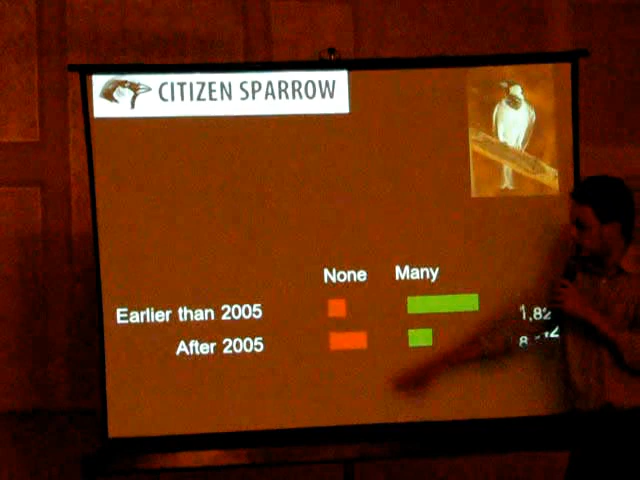 CITIZEN SPARROW
None Many
Earlier than 2005
After 2005